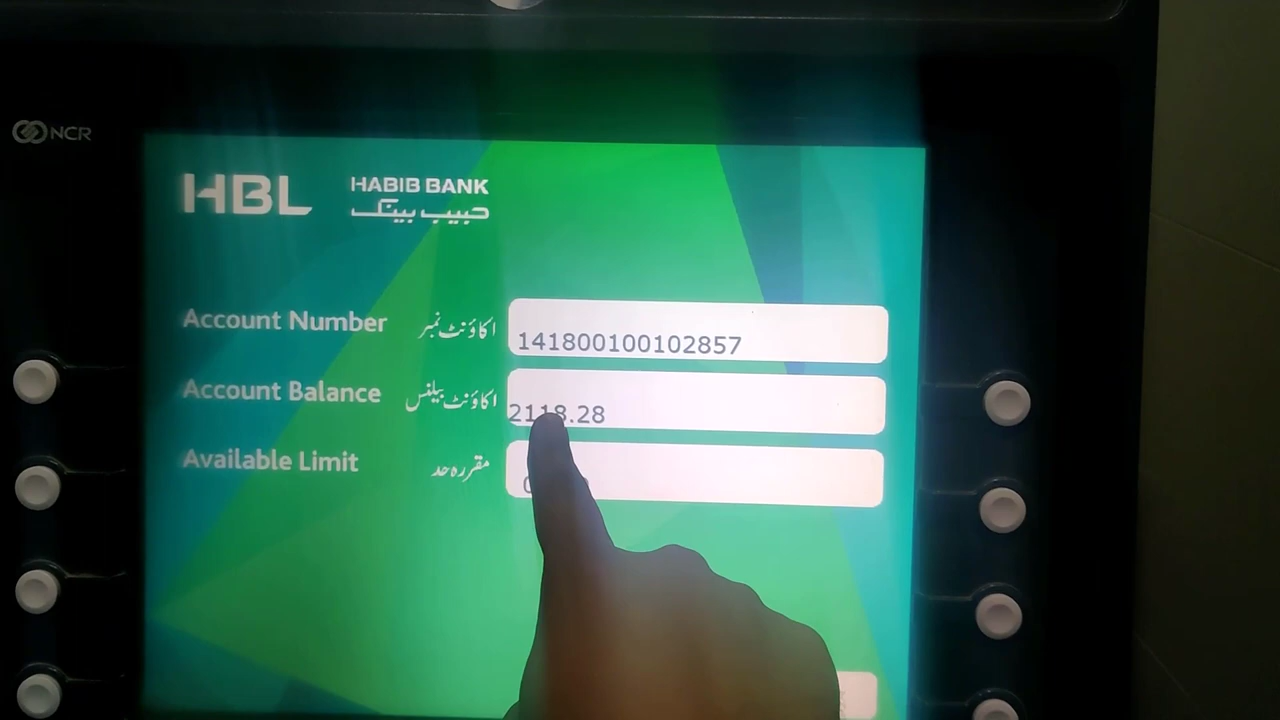 NCR
HBL HABIB BANK
حبیب بینک
Account Number اکاؤنٹ نمبر 141800100102857
Account Balance اکاؤنٹ بیلنس 2118.28
Available Limit مقررہ حد